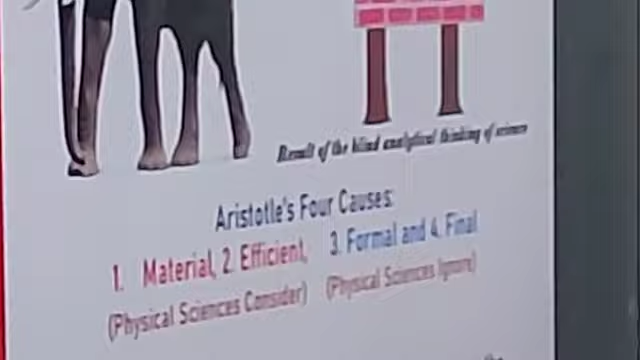 Result of the blind analytical thinking of science
Aristotle's Four Causes:
1. Material, 2. Efficient, 3. Formal and 4. Final
(Physical Sciences Consider) (Physical Sciences Ignore)